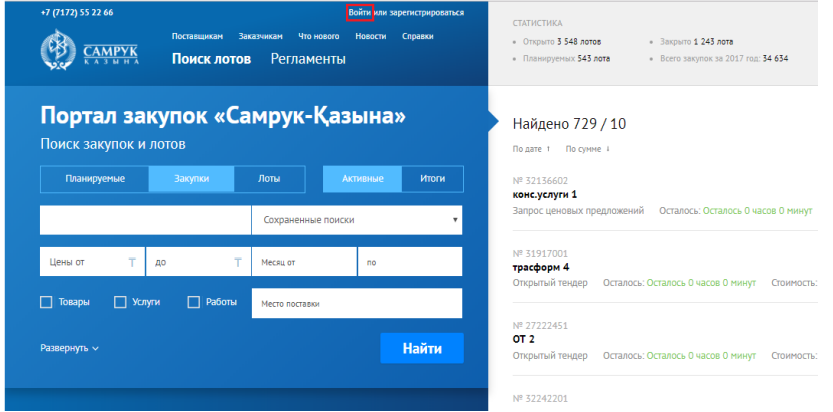 +7 (7172) 55 22 66
Войти или зарегистрироваться
САМРУК
ҚАЗЫНА
Поставщикам Заказчикам Что нового Новости Справки
Поиск лотов Регламенты
Портал закупок «Самрук-Қазына»
Поиск закупок и лотов
Планируемые Закупки Лоты Активные Итоги
Сохраненные поиски
Цены от ₸ до ₸ Месяц от по
Товары Услуги Работы Место поставки
Развернуть Найти
СТАТИСТИКА
Открыто 3 548 лотов Закрыто 1 243 лота
Планируемых 543 лота Всего закупок за 2017 год: 34 634
Найдено 729 / 10
По дате ↑ По сумме ↓
№ 32136602
конс.услуги 1
Запрос ценовых предложений Осталось: Осталось 0 часов 0 минут
№ 31917001
трасформ 4
Открытый тендер Осталось: Осталось 0 часов 0 минут Стоимость:
№ 27222451
ОТ 2
Открытый тендер Осталось: Осталось 0 часов 0 минут Стоимость:
№ 32242201